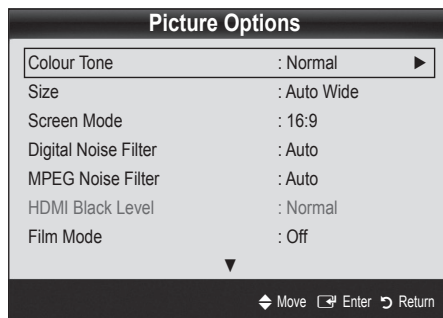 Picture Options
Colour Tone : Normal ▶
Size : Auto Wide
Screen Mode : 16:9
Digital Noise Filter : Auto
MPEG Noise Filter : Auto
HDMI Black Level : Normal
Film Mode : Off
▼
Move Enter Return